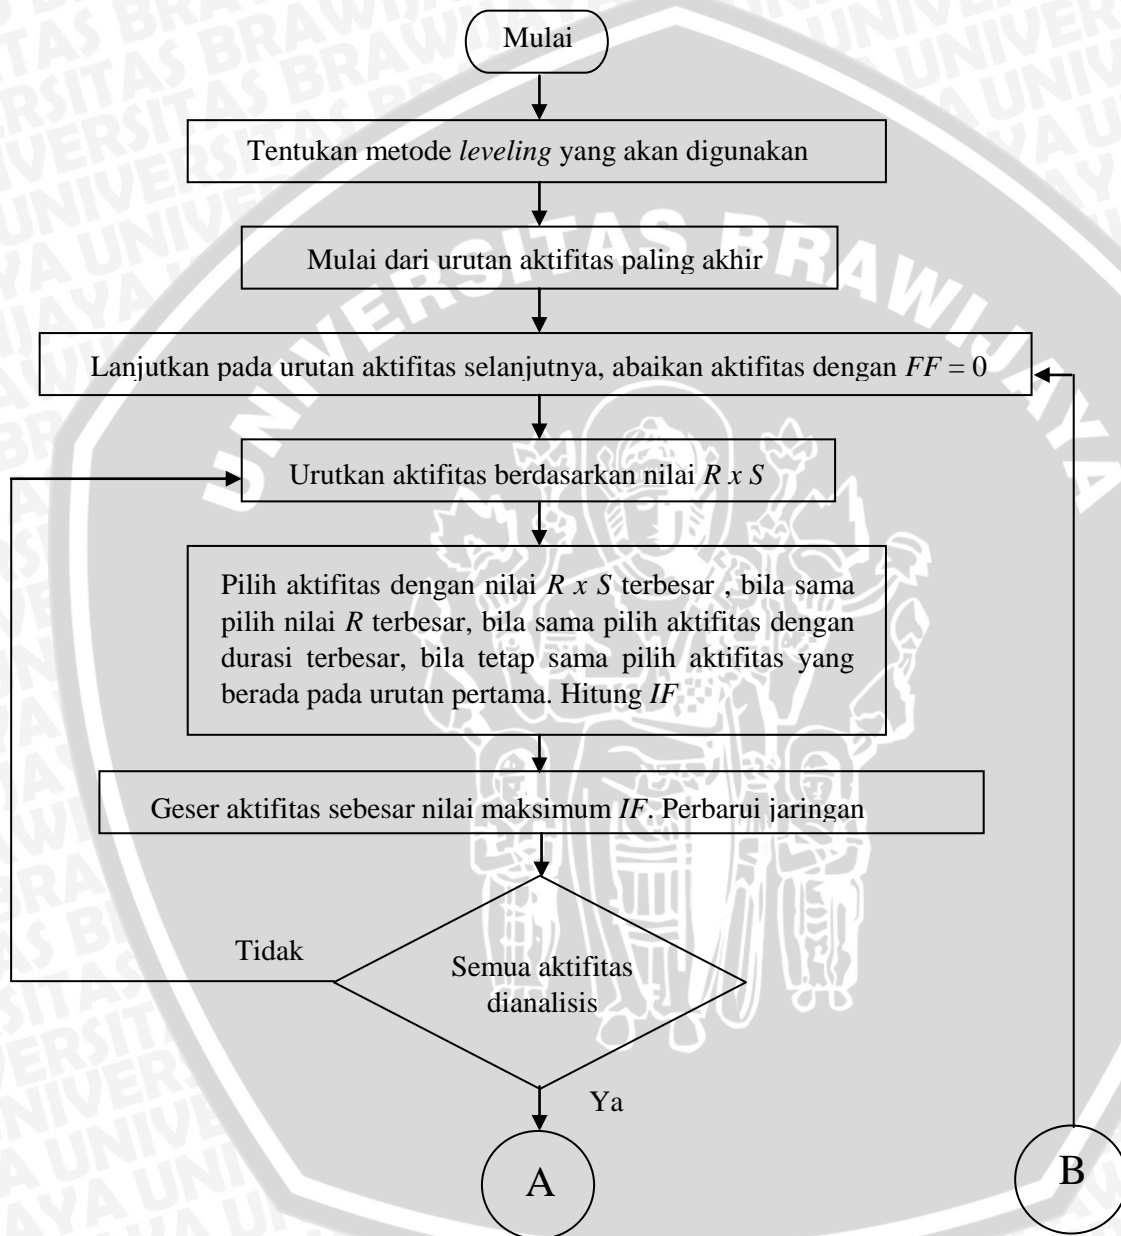 Mulai
Tentukan metode leveling yang akan digunakan
Mulai dari urutan aktifitas paling akhir
Lanjutkan pada urutan aktifitas selanjutnya, abaikan aktifitas dengan FF = 0
Urutkan aktifitas berdasarkan nilai R x S
Pilih aktifitas dengan nilai R x S terbesar , bila sama
pilih nilai R terbesar, bila sama pilih aktifitas dengan
durasi terbesar, bila tetap sama pilih aktifitas yang
berada pada urutan pertama. Hitung IF
Geser aktifitas sebesar nilai maksimum IF. Perbarui jaringan
Tidak
Semua aktifitas
dianalisis
Ya
A
B
UNIVERSITAS BRAWIJAYA